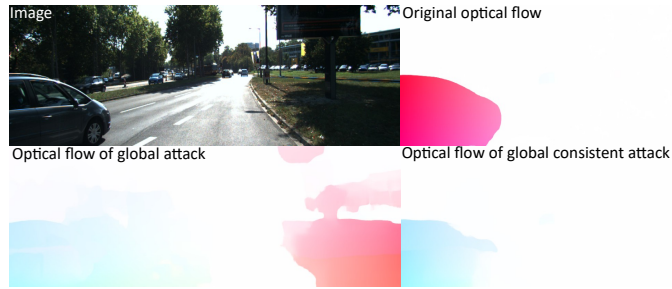 Image
Original optical flow
Optical flow of global attack
Optical flow of global consistent attack